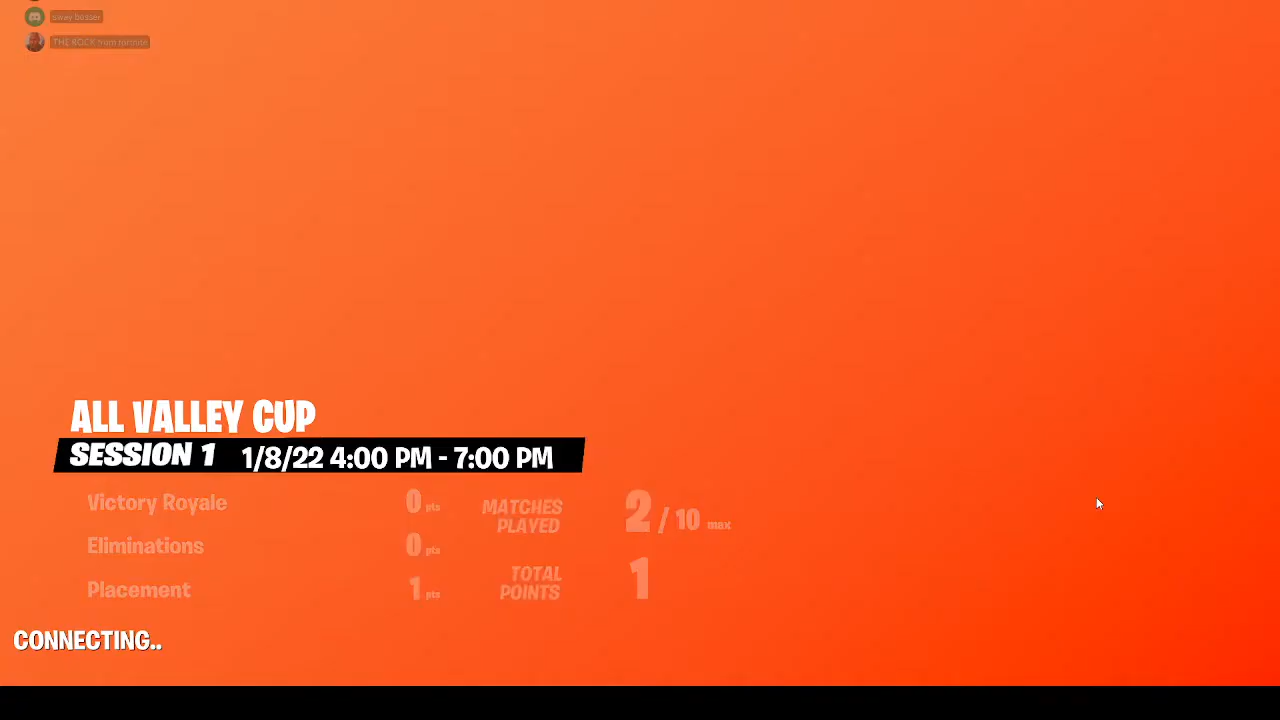 sway bosser
THE ROCK from fortnite
ALL VALLEY CUP
SESSION 1 1/8/22 4:00 PM - 7:00 PM
Victory Royale 0 pts
Eliminations 0 pts
Placement 1 pts
MATCHES PLAYED 2 / 10 max
TOTAL POINTS 1
CONNECTING..